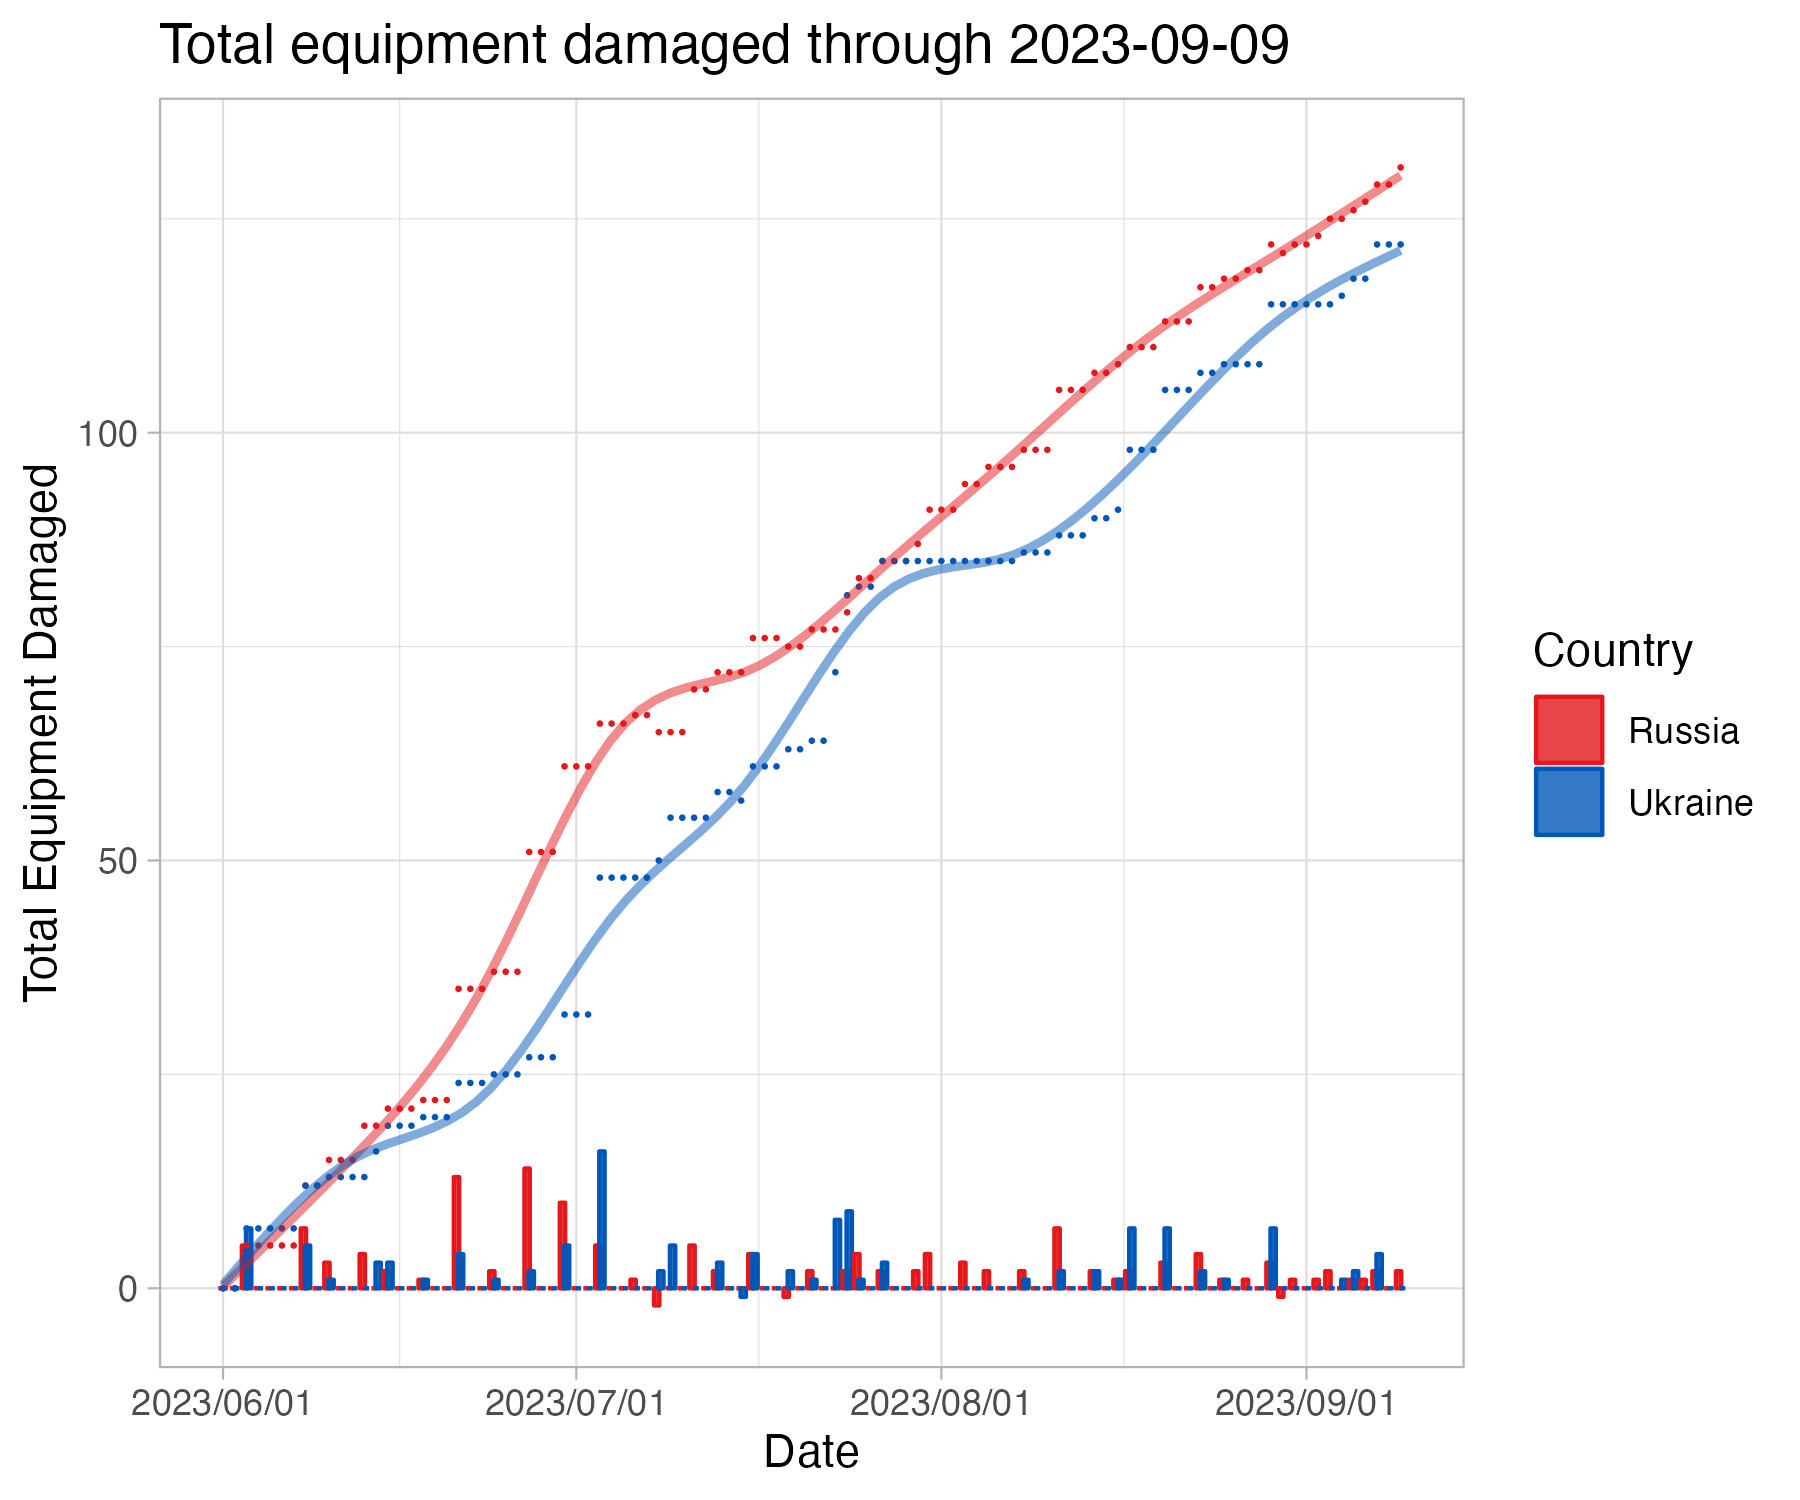 Total equipment damaged through 2023-09-09
Total Equipment Damaged
100
50
0
2023/06/01
2023/07/01
2023/08/01
2023/09/01
Date
Country
Russia
Ukraine